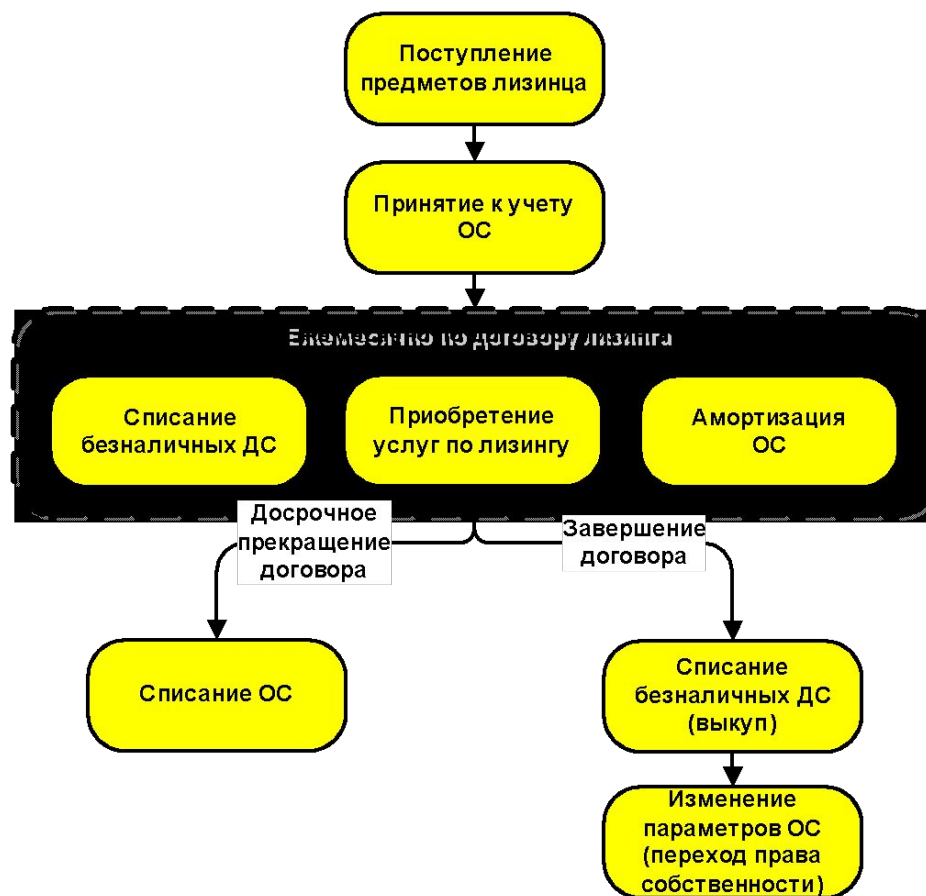 Поступление
предметов лизинца
Принятие к учету
ОС
Ежемесячно по договору лизинга
Списание
безналичных ДС
Приобретение
услуг по лизингу
Амортизация
ОС
Досрочное
прекращение
договора
Завершение
договора
Списание ОС
Списание
безналичных ДС
(выкуп)
Изменение
параметров ОС
(переход права
собственности)